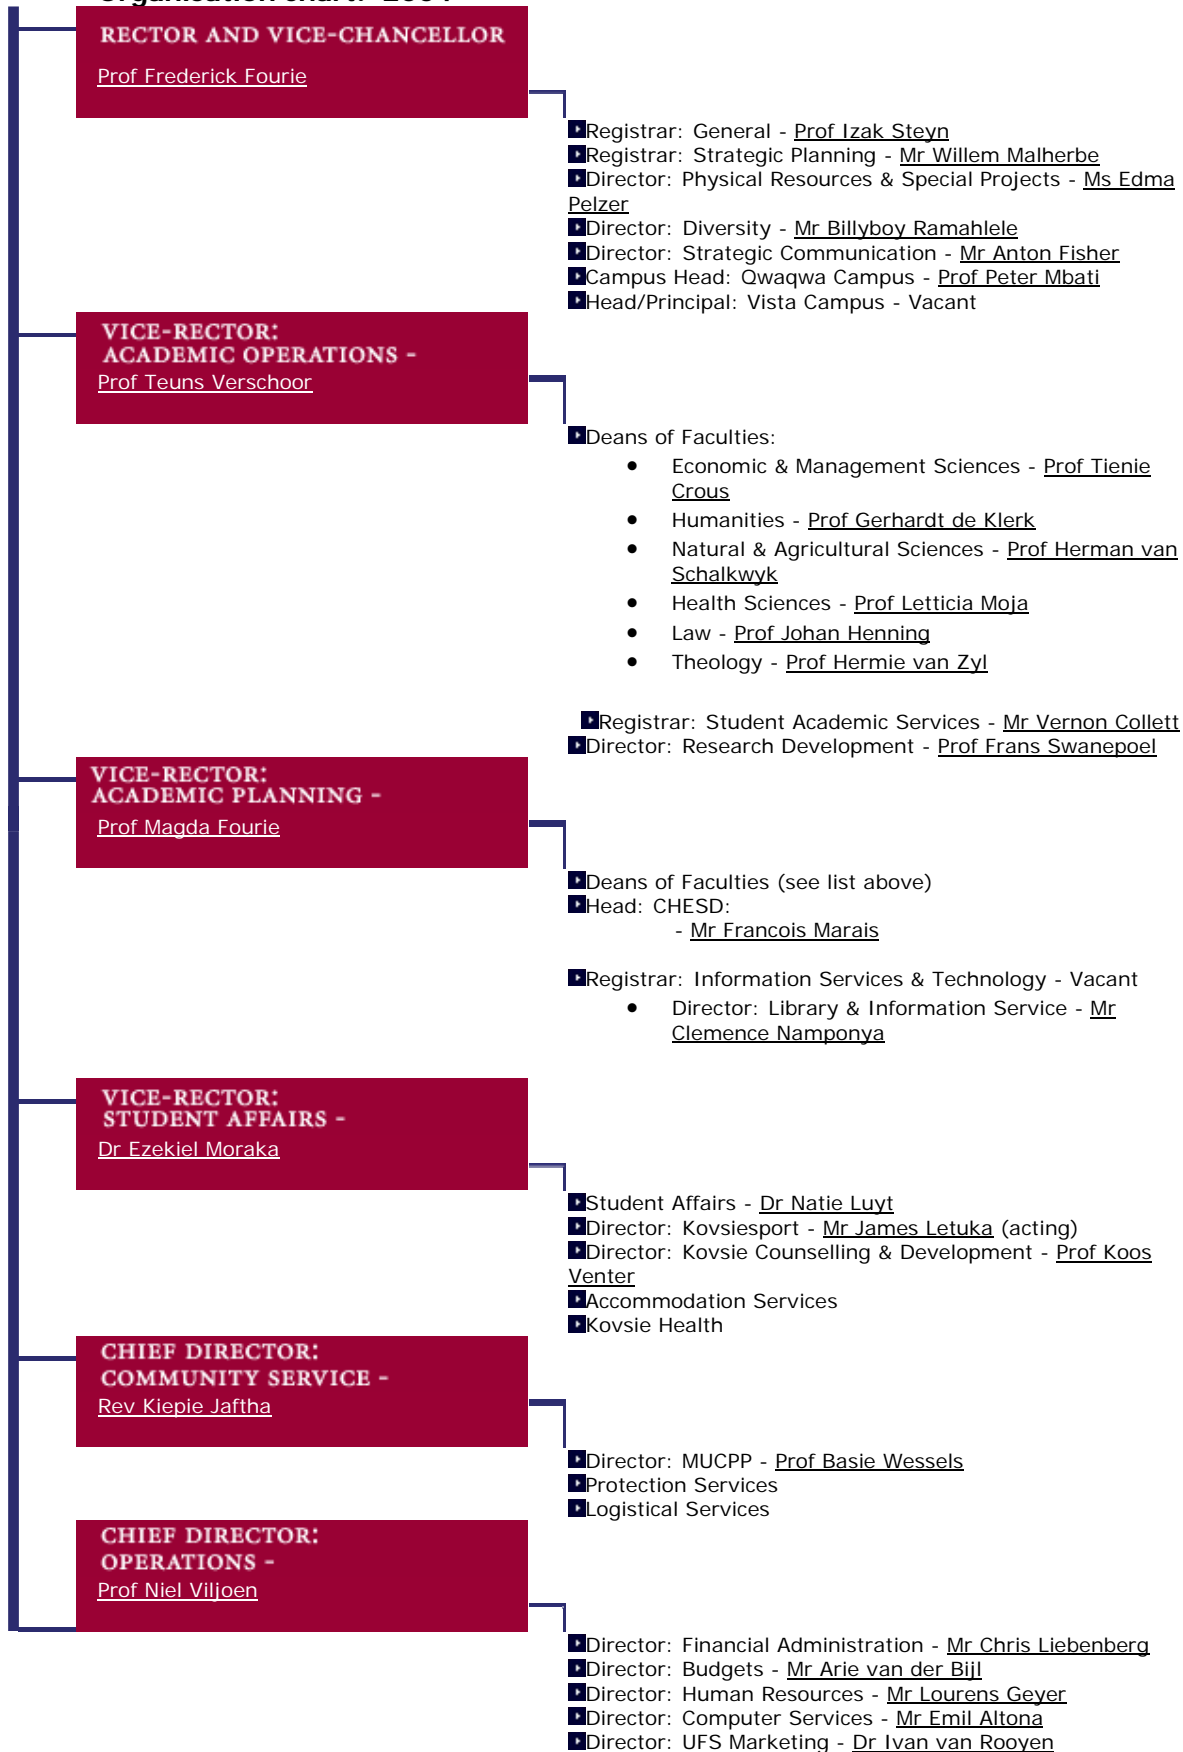 RECTOR AND VICE-CHANCELLOR
Prof Frederick Fourie
Registrar: General - Prof Izak Steyn
Registrar: Strategic Planning - Mr Willem Malherbe
Director: Physical Resources & Special Projects - Ms Edma
Pelzer
Director: Diversity - Mr Billyboy Ramahlele
Director: Strategic Communication - Mr Anton Fisher
Campus Head: Qwaqwa Campus - Prof Peter Mbati
Head/Principal: Vista Campus - Vacant
VICE-RECTOR:
ACADEMIC OPERATIONS -
Prof Teuns Verschoor
Deans of Faculties:
• Economic & Management Sciences - Prof Tienie
Crous
• Humanities - Prof Gerhardt de Klerk
• Natural & Agricultural Sciences - Prof Herman van
Schalkwyk
• Health Sciences - Prof Letticia Moja
• Law - Prof Johan Henning
• Theology - Prof Hermie van Zyl
Registrar: Student Academic Services - Mr Vernon Collett
Director: Research Development - Prof Frans Swanepoel
VICE-RECTOR:
ACADEMIC PLANNING -
Prof Magda Fourie
Deans of Faculties (see list above)
Head: CHESD:
- Mr Francois Marais
Registrar: Information Services & Technology - Vacant
• Director: Library & Information Service - Mr
Clemence Namponya
VICE-RECTOR:
STUDENT AFFAIRS -
Dr Ezekiel Moraka
Student Affairs - Dr Natie Luyt
Director: Kovsiesport - Mr James Letuka (acting)
Director: Kovsie Counselling & Development - Prof Koos
Venter
Accommodation Services
Kovsie Health
CHIEF DIRECTOR:
COMMUNITY SERVICE -
Rev Kiepie Jaftha
Director: MUCPP - Prof Basie Wessels
Protection Services
Logistical Services
CHIEF DIRECTOR:
OPERATIONS -
Prof Niel Viljoen
Director: Financial Administration - Mr Chris Liebenberg
Director: Budgets - Mr Arie van der Bijl
Director: Human Resources - Mr Lourens Geyer
Director: Computer Services - Mr Emil Altona
Director: UFS Marketing - Dr Ivan van Rooyen